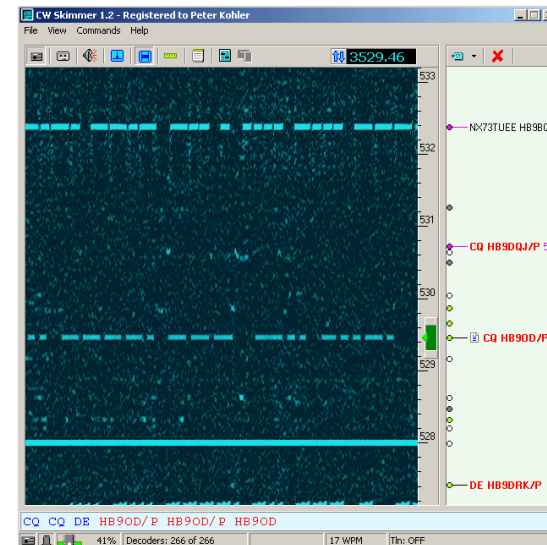 CW Skimmer 1.2 - Registered to Peter Kohler
File View Commands Help
3529.46
533
NX73TUEE
532
531
CQ HB9DQJ/P 5
530
CQ HB9OD/P
529
528
DE HB9DRK/P
CQ CQ DE HB9OD/P HB9OD/P HB9OD
41% Decoders: 266 of 266 17 WPM Tln: OFF